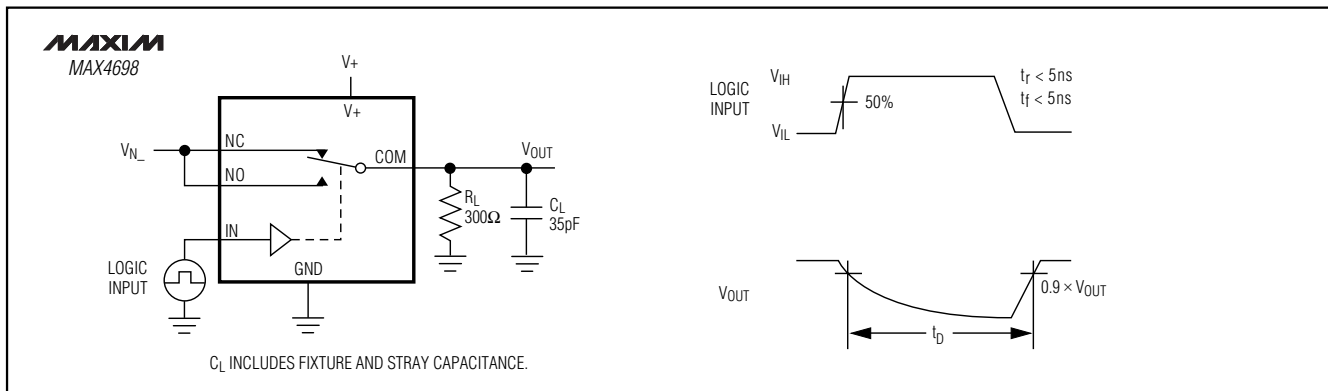 MAXIM
MAX4698
V+
V+
NC
V_N_
COM
V_OUT
NO
R_L
300Ω
C_L
35pF
IN
LOGIC
INPUT
GND
C_L INCLUDES FIXTURE AND STRAY CAPACITANCE.
LOGIC
INPUT
V_IH
50%
V_IL
t_r < 5ns
t_f < 5ns
V_OUT
0.9 × V_OUT
t_D